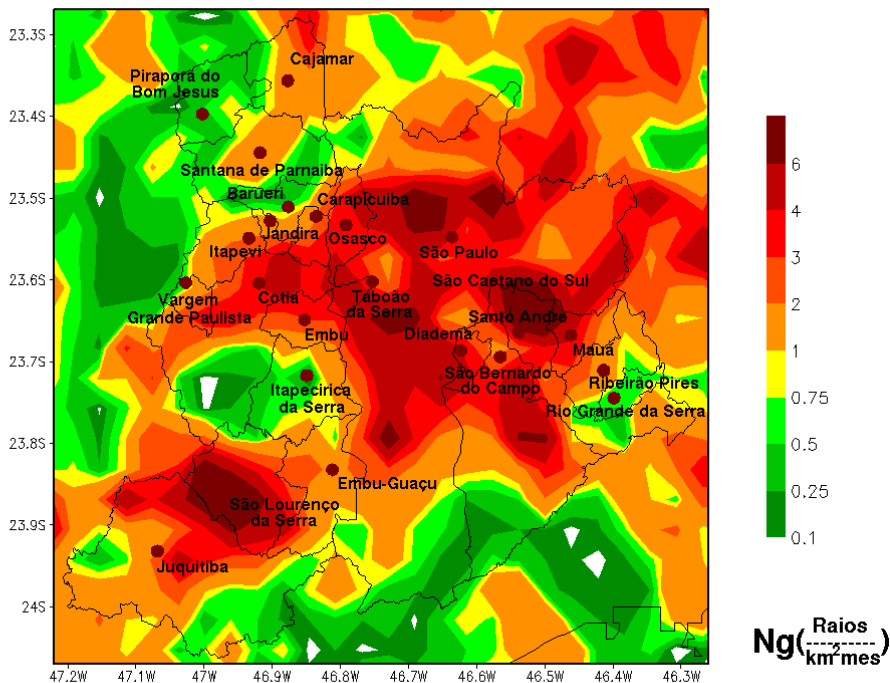 23.3S
23.4S
23.5S
23.6S
23.7S
23.8S
23.9S
24S
47.2W
47.1W
47W
46.9W
46.8W
46.7W
46.6W
46.5W
46.4W
46.3W
Cajamar
Pirapora do
Bom Jesus
Santana de Parnaiba
Barueri
Carapicuiba
Jandira
Osasco
Itapevi
São Paulo
Vargem
Grande Paulista
Cotia
Taboão
da Serra
São Caetano do Sul
Santo André
Embu
Diadema
Mauá
São Bernardo
do Campo
Ribeirão Pires
Itapecirica
da Serra
Rio Grande da Serra
Embu-Guaçu
São Lourenço
da Serra
Juquitiba
6
4
3
2
1
0.75
0.5
0.25
0.1
Ng(Raios
km²mes)